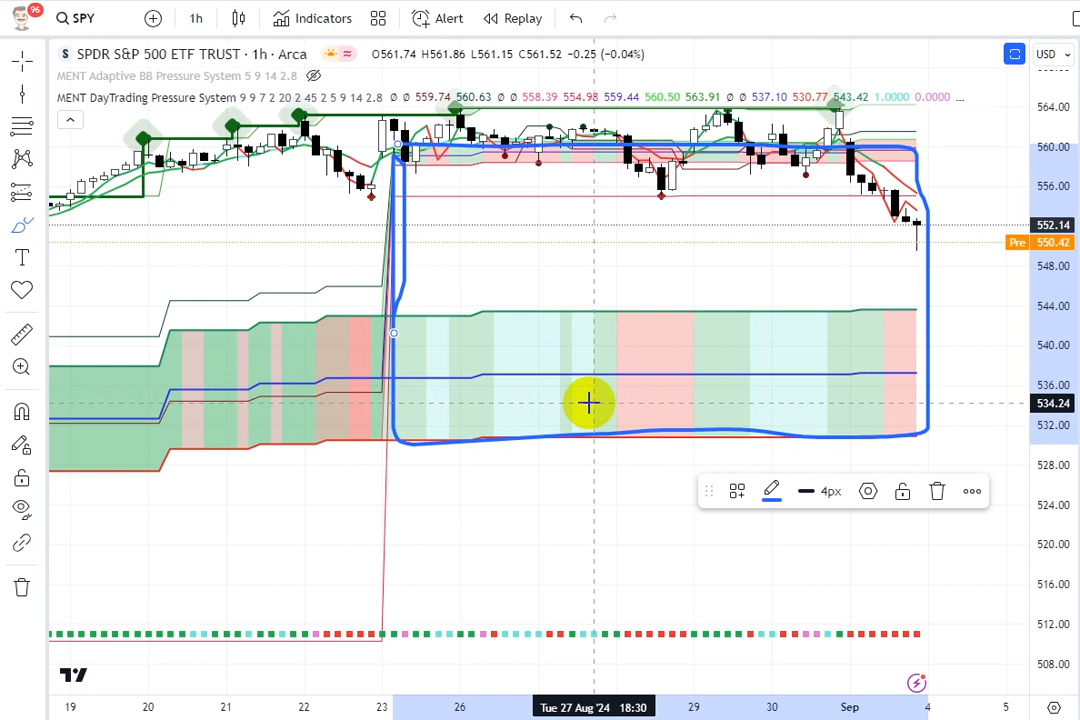 96
SPY
1h
Indicators
Alert
Replay
S SPDR S&P 500 ETF TRUST · 1h · Arca O561.74 H561.86 L561.15 C561.52 −0.25 (−0.04%)
USD
MENT Adaptive BB Pressure System 5 9 14 2.8
MENT DayTrading Pressure System 9 9 7 2 20 2 45 2 5 9 14 2.8 Ø Ø 559.74 560.63 Ø Ø 558.39 554.98 559.44 560.50 563.91 Ø Ø 537.10 530.77 543.42 1.0000 0.0000 ...
564.00
560.00
556.00
552.14
Pre 550.42
548.00
544.00
540.00
536.00
534.24
532.00
528.00
524.00
520.00
516.00
512.00
508.00
4px
T
19 20 21 22 23 26 Tue 27 Aug '24 18:30 29 30 Sep 4 5